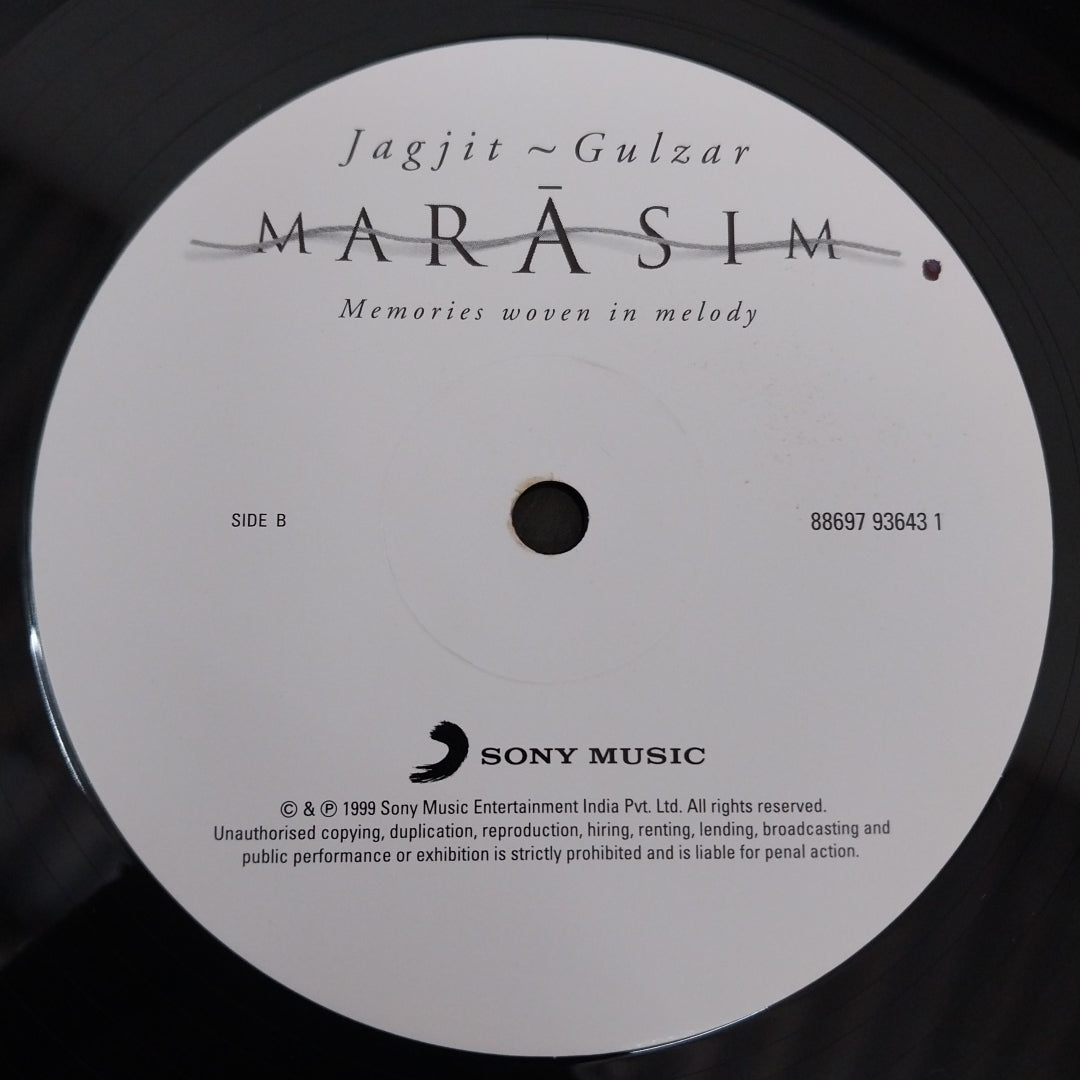 Jagjit ~ Gulzar
MARĀSIM
Memories woven in melody
SIDE B
88697 93643 1
SONY MUSIC
© & ℗ 1999 Sony Music Entertainment India Pvt. Ltd. All rights reserved.
Unauthorised copying, duplication, reproduction, hiring, renting, lending, broadcasting and
public performance or exhibition is strictly prohibited and is liable for penal action.